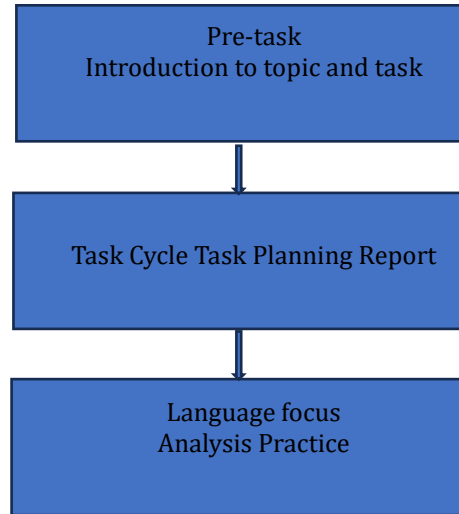 Pre-task
Introduction to topic and task
Task Cycle Task Planning Report
Language focus
Analysis Practice